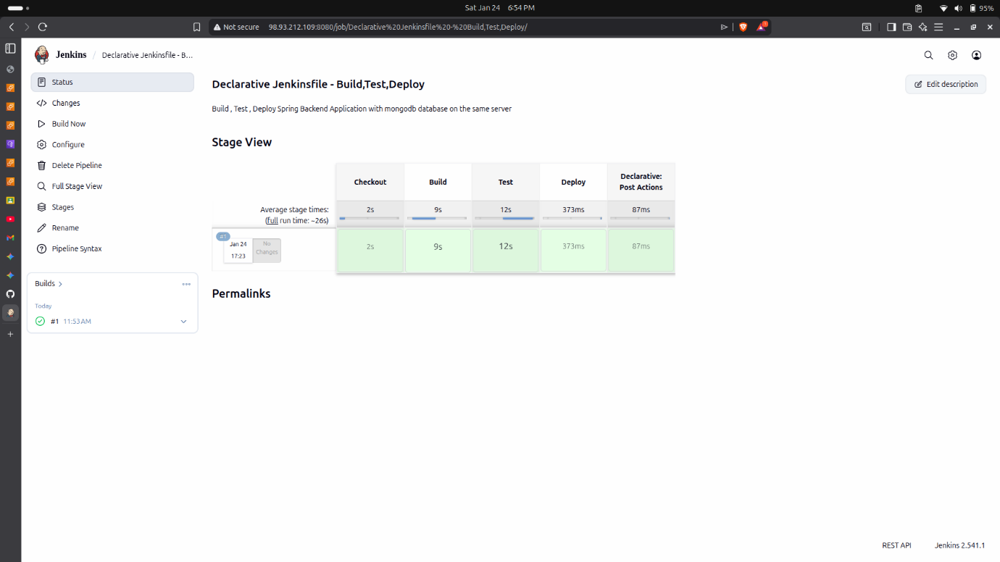 Sat Jan 24 6:54 PM
95%
Not secure 98.93.212.109:8080/job/Declarative%20Jenkinsfile%20-%20Build,Test,Deploy/
Jenkins / Declarative Jenkinsfile - B...
Status
Changes
Build Now
Configure
Delete Pipeline
Full Stage View
Stages
Rename
Pipeline Syntax
Builds
Today
#1 11:53 AM
Declarative Jenkinsfile - Build,Test,Deploy
Edit description
Build , Test , Deploy Spring Backend Application with mongodb database on the same server
Stage View
Checkout Build Test Deploy Declarative: Post Actions
Average stage times: 2s 9s 12s 373ms 87ms
(full run time: ~26s)
#1
Jan 24 No
17:23 Changes
2s 9s 12s 373ms 87ms
Permalinks
REST API Jenkins 2.541.1